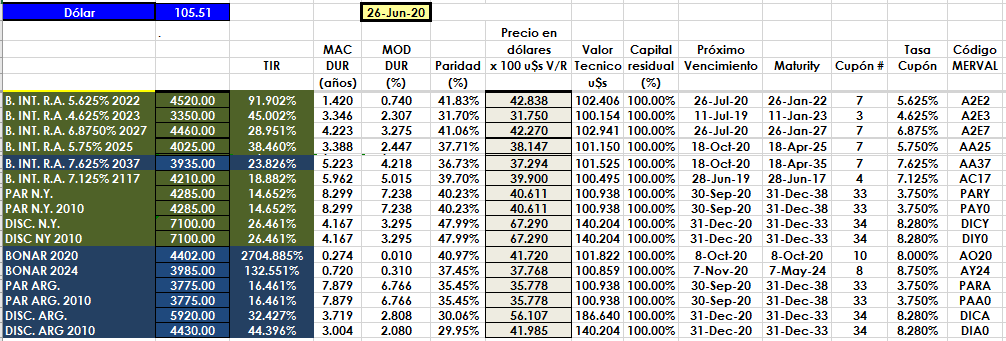 Dólar 105.51 26-Jun-20
.
Precio en
MAC MOD dólares Valor Capital Próximo Tasa Código
TIR DUR DUR Paridad x 100 u$s V/R Tecnico residual Vencimiento Maturity Cupón # Cupón MERVAL
(años) (%) (%) u$s (%)
B. INT. R.A. 5.625% 2022 4520.00 91.902% 1.420 0.740 41.83% 42.838 102.406 100.00% 26-Jul-20 26-Jan-22 7 5.625% A2E2
B. INT. R.A .4.625% 2023 3350.00 45.002% 3.346 2.307 31.70% 31.750 100.154 100.00% 11-Jul-19 11-Jan-23 3 4.625% A2E3
B. INT. R.A. 6.8750% 2027 4460.00 28.951% 4.223 3.275 41.06% 42.270 102.941 100.00% 26-Jul-20 26-Jan-27 7 6.875% A2E7
B. INT. R.A. 5.75% 2025 4025.00 38.460% 3.388 2.447 37.71% 38.147 101.150 100.00% 18-Oct-20 18-Apr-25 7 5.750% AA25
B. INT. R.A. 7.625% 2037 3935.00 23.826% 5.223 4.218 36.73% 37.294 101.525 100.00% 18-Oct-20 18-Apr-35 7 7.625% AA37
B. INT. R.A. 7.125% 2117 4210.00 18.882% 5.962 5.015 39.70% 39.900 100.495 100.00% 28-Jun-19 28-Jun-17 4 7.125% AC17
PAR N.Y. 4285.00 14.652% 8.299 7.238 40.23% 40.611 100.938 100.00% 30-Sep-20 31-Dec-38 33 3.750% PARY
PAR N.Y. 2010 4285.00 14.652% 8.299 7.238 40.23% 40.611 100.938 100.00% 30-Sep-20 31-Dec-38 33 3.750% PAY0
DISC. N.Y. 7100.00 26.461% 4.167 3.295 47.99% 67.290 140.204 100.00% 31-Dec-20 31-Dec-33 34 8.280% DICY
DISC NY 2010 7100.00 26.461% 4.167 3.295 47.99% 67.290 140.204 100.00% 31-Dec-20 31-Dec-33 34 8.280% DIY0
BONAR 2020 4402.00 2704.885% 0.274 0.010 40.97% 41.720 101.822 100.00% 8-Oct-20 8-Oct-20 10 8.000% AO20
BONAR 2024 3985.00 132.551% 0.720 0.310 37.45% 37.768 100.859 100.00% 7-Nov-20 7-May-24 8 8.750% AY24
PAR ARG. 3775.00 16.461% 7.879 6.766 35.45% 35.778 100.938 100.00% 30-Sep-20 31-Dec-38 33 3.750% PARA
PAR ARG. 2010 3775.00 16.461% 7.879 6.766 35.45% 35.778 100.938 100.00% 30-Sep-20 31-Dec-38 33 3.750% PAA0
DISC. ARG. 5920.00 32.427% 3.719 2.808 30.06% 56.107 186.640 100.00% 31-Dec-20 31-Dec-33 34 8.280% DICA
DISC. ARG 2010 4430.00 44.396% 3.004 2.080 29.95% 41.985 140.204 100.00% 31-Dec-20 31-Dec-33 34 8.280% DIA0